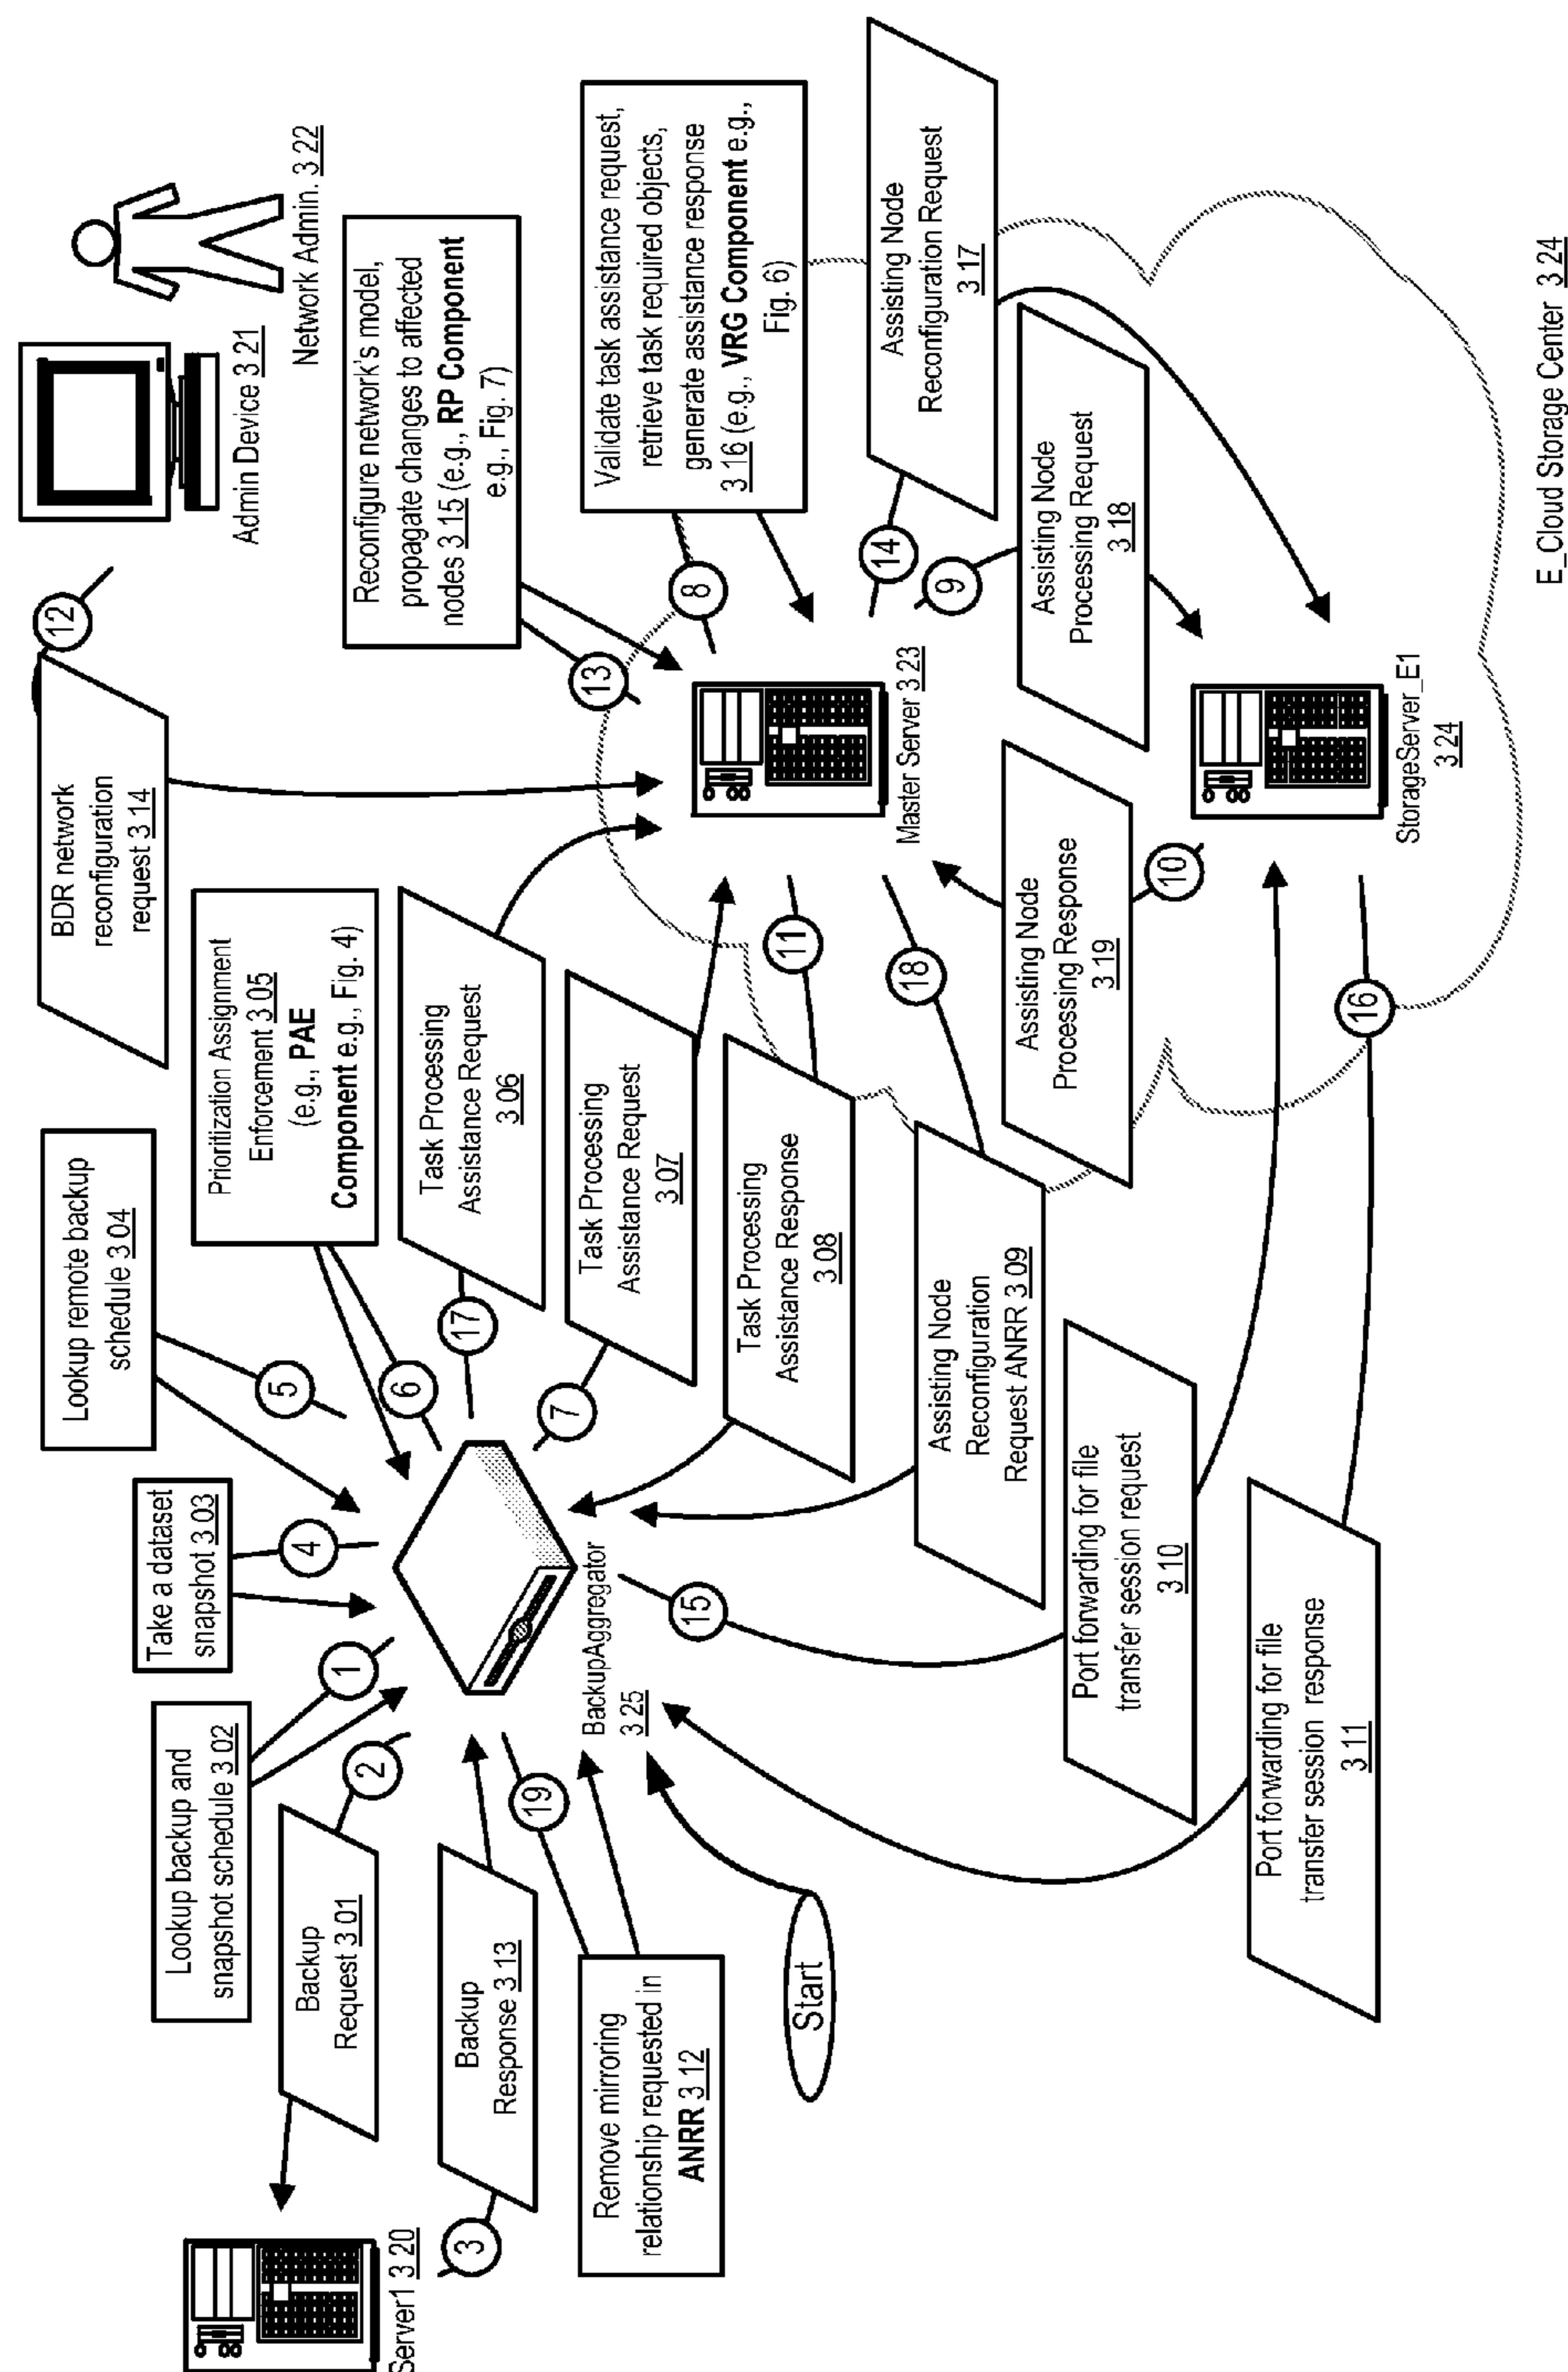 Server1 3 20
Backup
Request 3 01
Lookup backup and
snapshot schedule 3 02
Take a dataset
snapshot 3 03
Lookup remote backup
schedule 3 04
Prioritization Assignment
Enforcement 3 05
(e.g., PAE
Component e.g., Fig. 4)
BDR network
reconfiguration
request 3 14
Admin Device 3 21
Network Admin. 3 22
Reconfigure network's model,
propagate changes to affected
nodes 3 15 (e.g., RP Component
e.g., Fig. 7)
Validate task assistance request,
retrieve task required objects,
generate assistance response
3 16 (e.g., VRG Component e.g.,
Fig. 6)
Backup
Response 3 13
Remove mirroring
relationship requested in
ANRR 3 12
Start
BackupAggregator
3 25
Task Processing
Assistance Request
3 06
Task Processing
Assistance Request
3 07
Task Processing
Assistance Response
3 08
Assisting Node
Reconfiguration
Request ANRR 3 09
Port forwarding for file
transfer session request
3 10
Port forwarding for file
transfer session response
3 11
Master Server 3 23
Assisting Node
Reconfiguration Request
3 17
Assisting Node
Processing Request
3 18
Assisting Node
Processing Response
3 19
StorageServer_E1
3 24
E_Cloud Storage Center 3 24
1
2
3
4
5
6
7
8
9
10
11
12
13
14
15
16
17
18
19